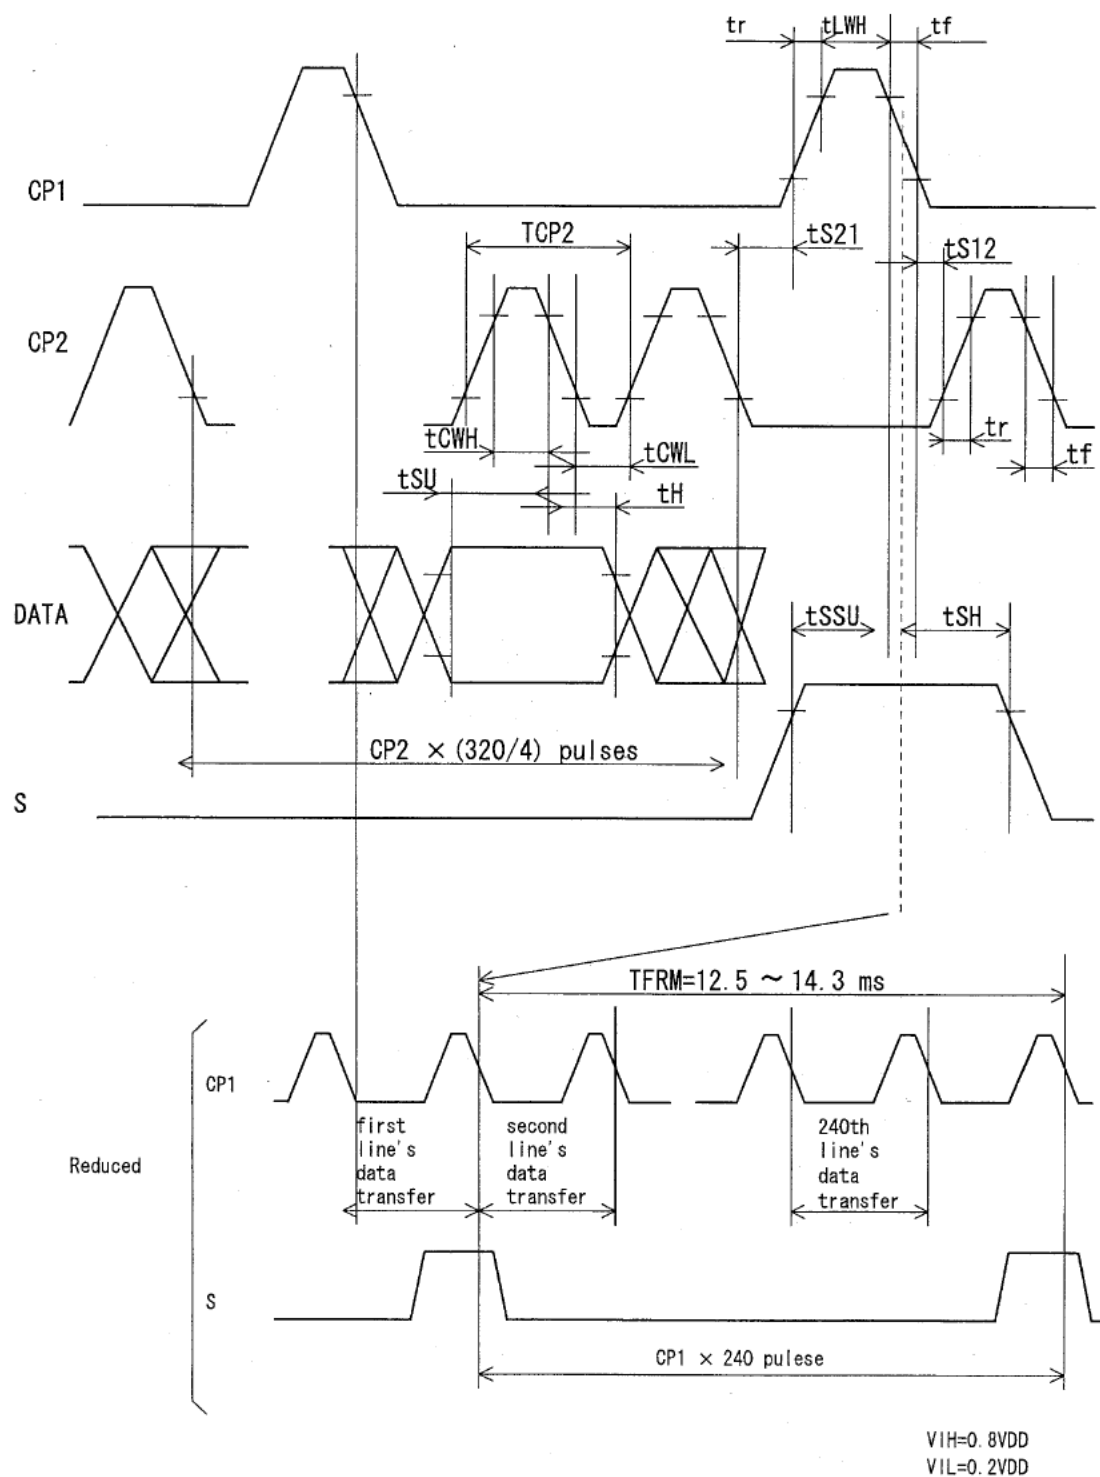 tr
tLWH
tf
CP1
TCP2
tS21
tS12
CP2
tCWH
tCWL
tr
tf
tSU
tH
DATA
tSSU
tSH
CP2 × (320/4) pulses
S
TFRM=12.5 ～ 14.3 ms
CP1
first
line's
data
transfer
second
line's
data
transfer
240th
line's
data
transfer
Reduced
S
CP1 × 240 pulese
VIH=0.8VDD
VIL=0.2VDD